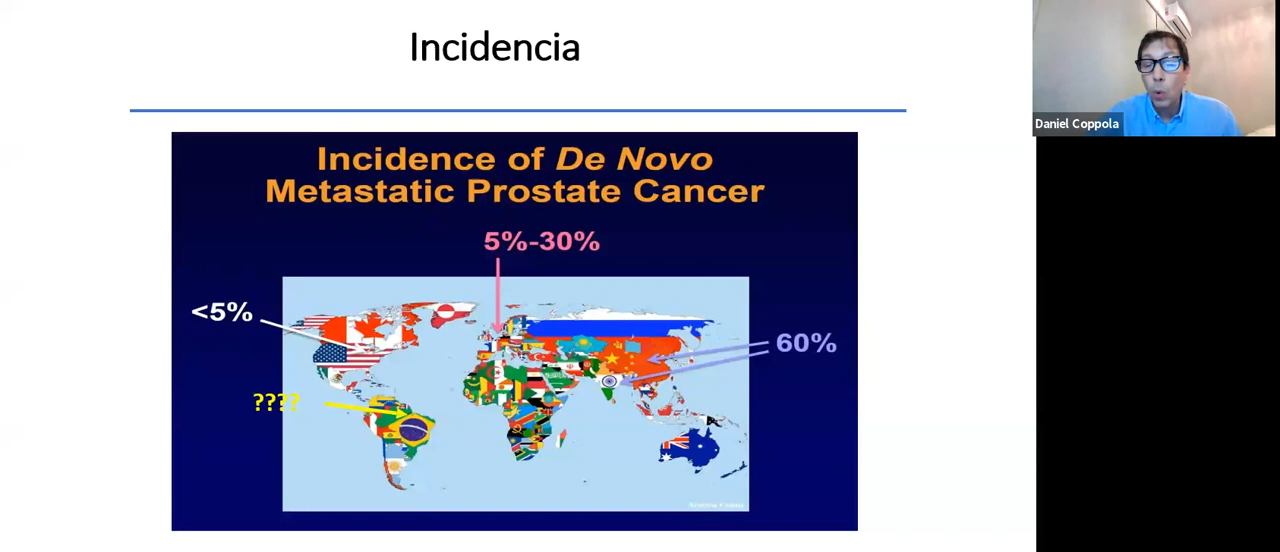 Incidencia
Incidence of De Novo
Metastatic Prostate Cancer
5%-30%
<5%
60%
????
Daniel Coppola